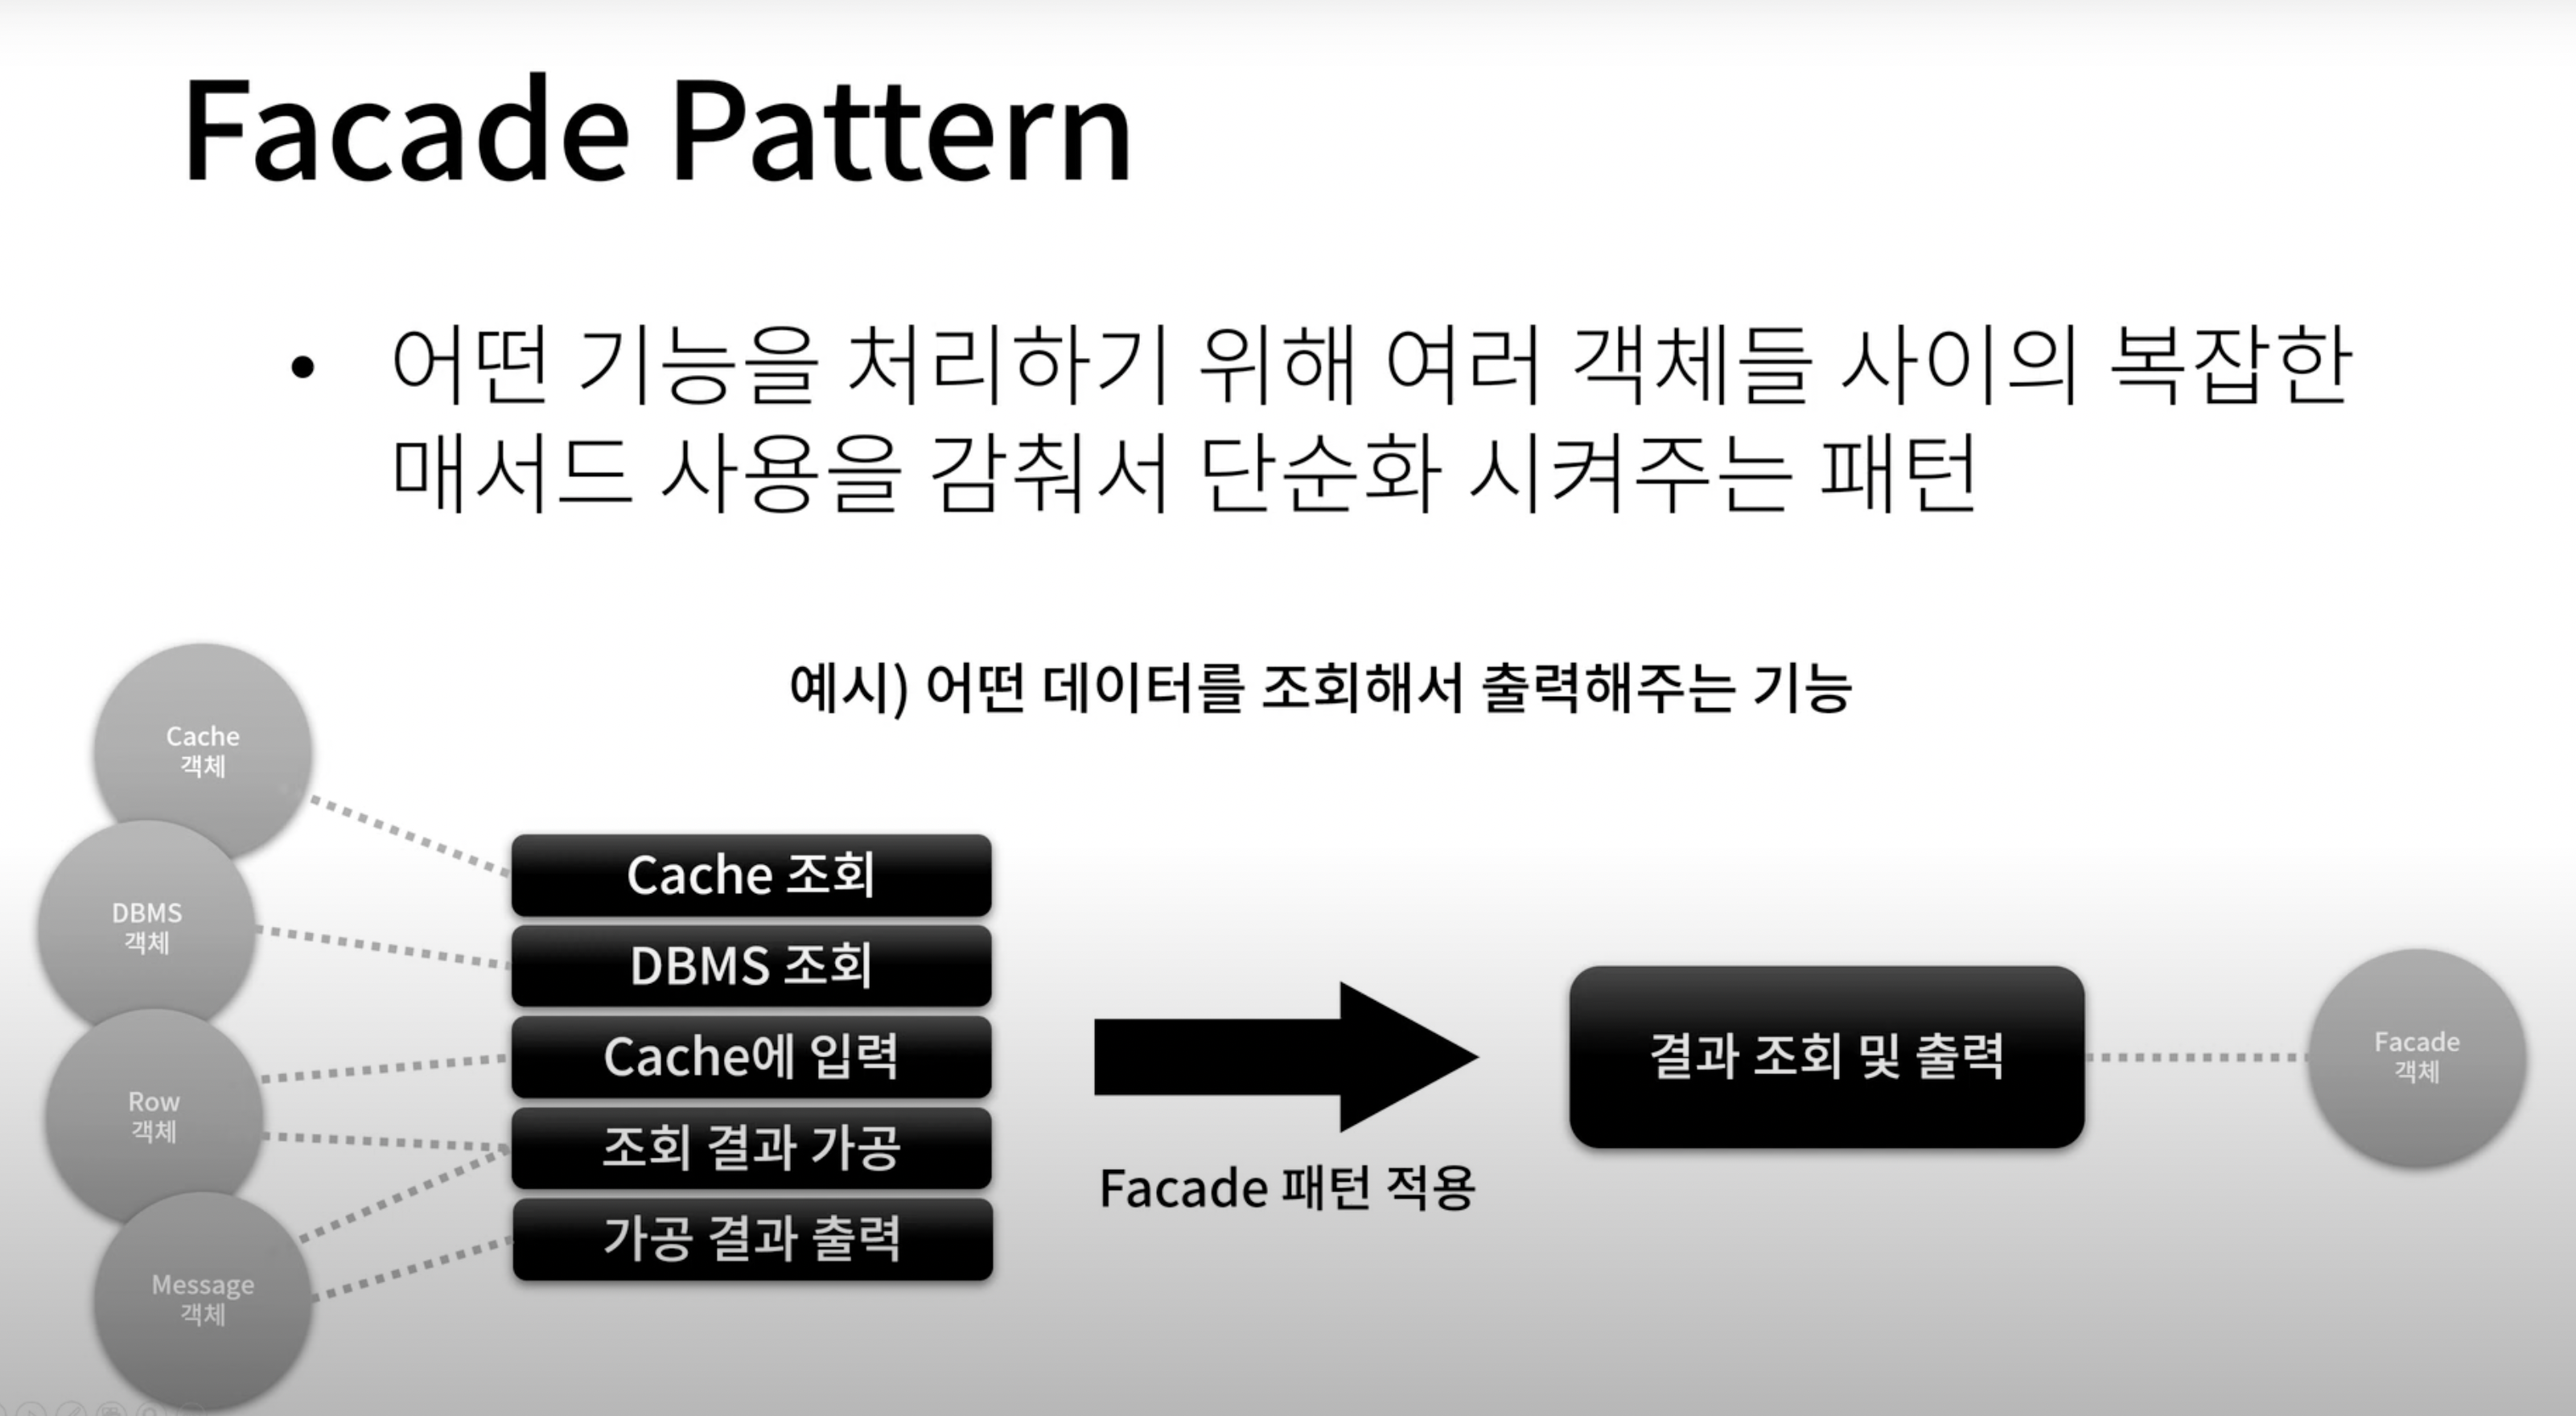 Facade Pattern
• 어떤 기능을 처리하기 위해 여러 객체들 사이의 복잡한
매서드 사용을 감춰서 단순화 시켜주는 패턴
예시) 어떤 데이터를 조회해서 출력해주는 기능
Cache
객체
DBMS
객체
Row
객체
Message
객체
Cache 조회
DBMS 조회
Cache에 입력
조회 결과 가공
가공 결과 출력
Facade 패턴 적용
결과 조회 및 출력
Facade
객체